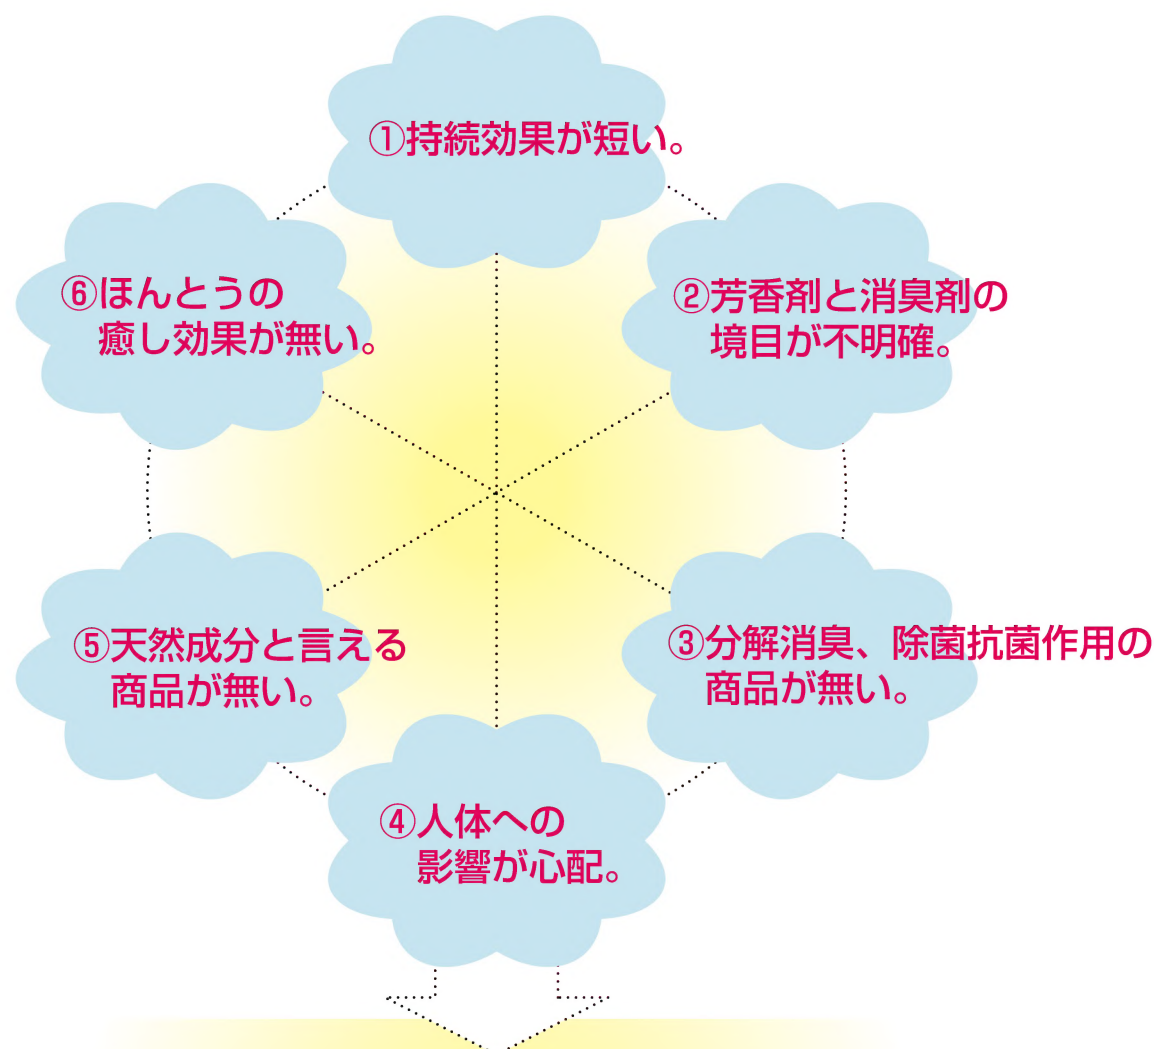 ①持続効果が短い。
②芳香剤と消臭剤の
境目が不明確。
③分解消臭、除菌抗菌作用の
商品が無い。
④人体への
影響が心配。
⑤天然成分と言える
商品が無い。
⑥ほんとうの
癒し効果が無い。